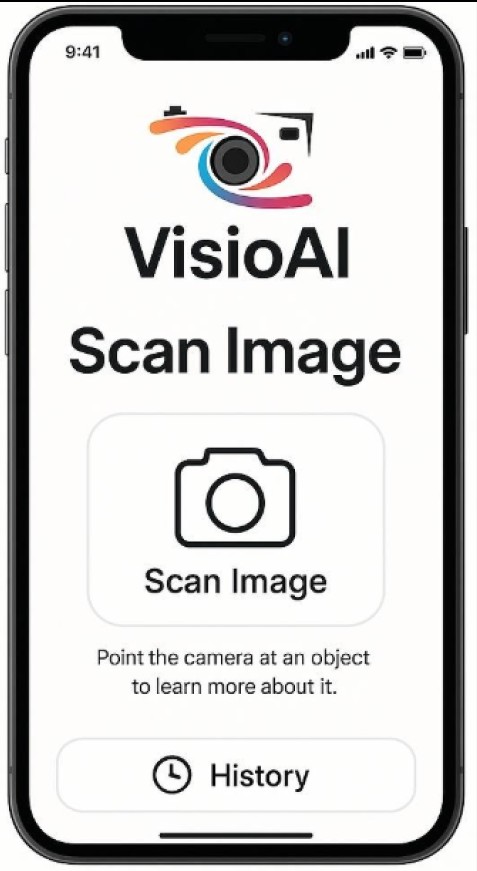 9:41
VisioAI
Scan Image
Scan Image
Point the camera at an object
to learn more about it.
History